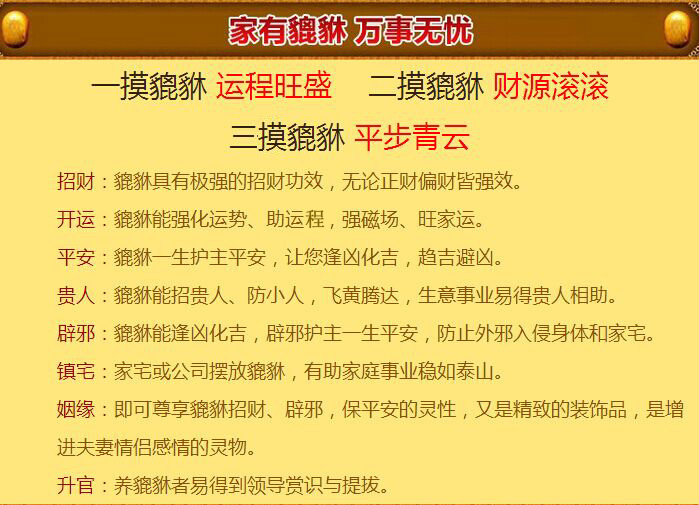 家有貔貅 万事无忧
一摸貔貅 运程旺盛 二摸貔貅 财源滚滚
三摸貔貅 平步青云
招财：貔貅具有极强的招财功效，无论正财偏财皆强效。
开运：貔貅能强化运势、助运程，强磁场、旺家运。
平安：貔貅一生护主平安，让您逢凶化吉，趋吉避凶。
贵人：貔貅能招贵人、防小人，飞黄腾达，生意事业易得贵人相助。
辟邪：貔貅能逢凶化吉，辟邪护主一生平安，防止外邪入侵身体和家宅。
镇宅：家宅或公司摆放貔貅，有助家庭事业稳如泰山。
姻缘：即可尊享貔貅招财、辟邪，保平安的灵性，又是精致的装饰品，是增
进夫妻情侣感情的灵物。
升官：养貔貅者易得到领导赏识与提拔。